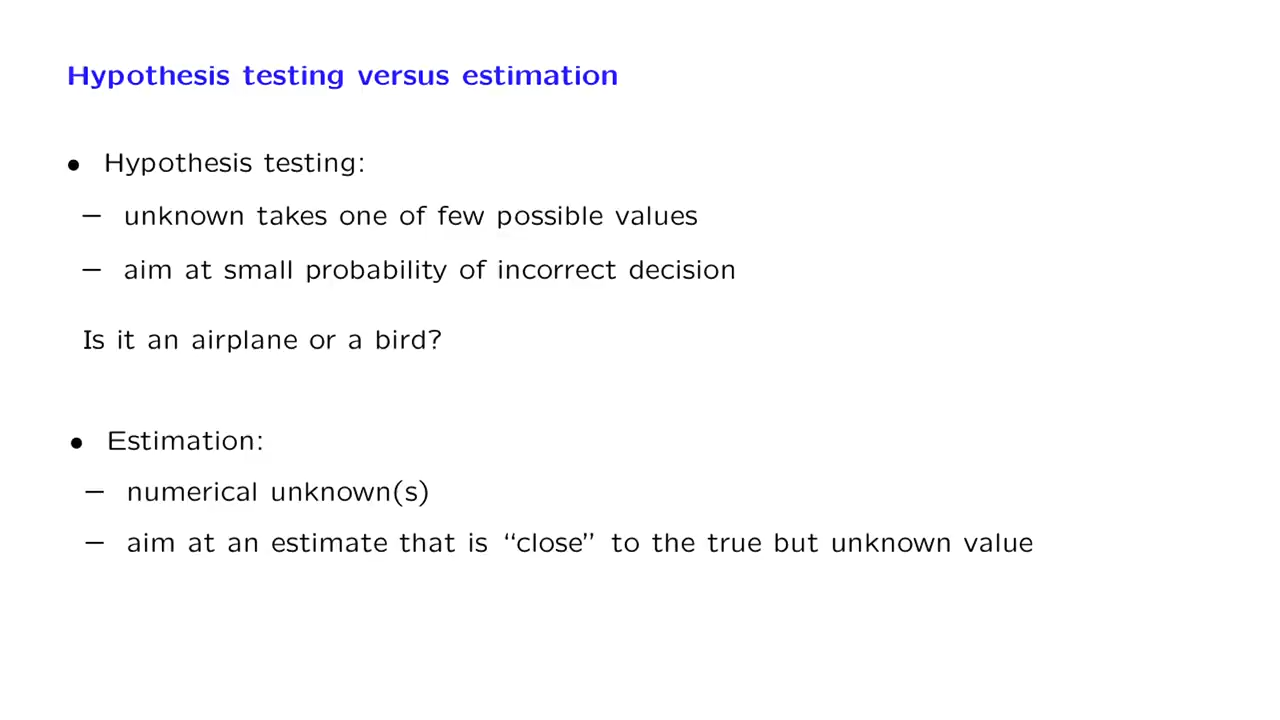 Hypothesis testing versus estimation
• Hypothesis testing:
– unknown takes one of few possible values
– aim at small probability of incorrect decision
Is it an airplane or a bird?
• Estimation:
– numerical unknown(s)
– aim at an estimate that is “close” to the true but unknown value